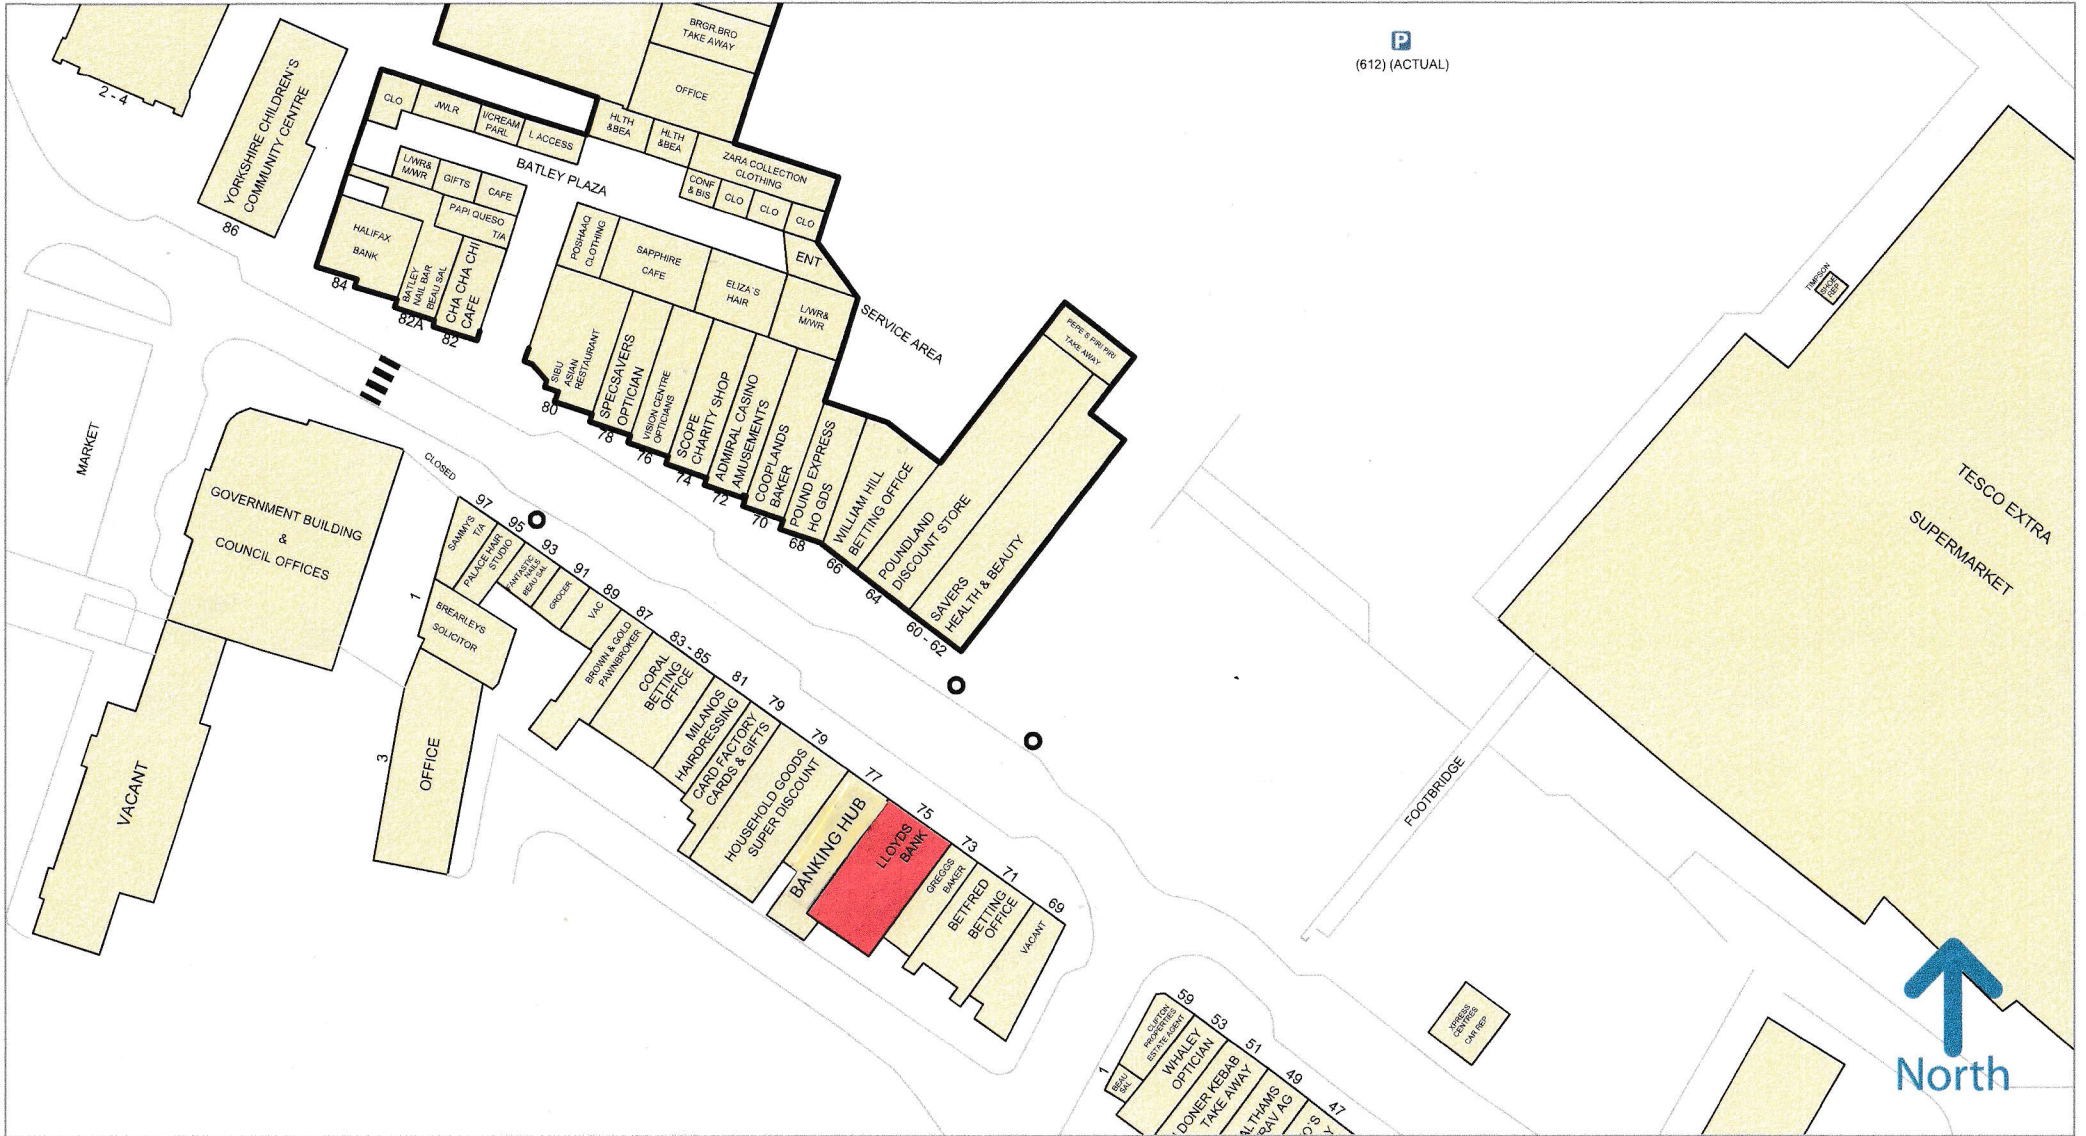 2 - 4
YORKSHIRE CHILDREN'S
COMMUNITY CENTRE
86
BRGR.BRO
TAKE AWAY
OFFICE
CLO
JWLR
I/CREAM
PARL
L ACCESS
HLTH
&BEA
HLTH
&BEA
ZARA COLLECTION
CLOTHING
CONF
& BIS
CLO
CLO
CLO
ENT
BATLEY PLAZA
L/WR&
M/WR
GIFTS
CAFE
PAPI QUESO
T/A
HALIFAX
BANK
84
BATLEY
NAIL BAR
BEAU SAL
82A
CHA CHA CHI
CAFE
82
POSHAAQ
CLOTHING
SAPPHIRE
CAFE
ELIZA'S
HAIR
L/WR&
M/WR
SERVICE AREA
SIBU
ASIAN
RESTAURANT
80
SPECSAVERS
OPTICIAN
78
VISION CENTRE
OPTICIANS
76
SCOPE
CHARITY SHOP
74
ADMIRAL CASINO
AMUSEMENTS
72
COOPLANDS
BAKER
70
POUND EXPRESS
HO GDS
68
WILLIAM HILL
BETTING OFFICE
66
POUNDLAND
DISCOUNT STORE
64
SAVERS
HEALTH & BEAUTY
60 - 62
PEPE'S PIRI PIRI
TAKE AWAY
P
(612) (ACTUAL)
TIMPSON
SHOE
REP
TESCO EXTRA
SUPERMARKET
FOOTBRIDGE
MARKET
GOVERNMENT BUILDING
&
COUNCIL OFFICES
VACANT
CLOSED
97
SAMMYS
T/A
95
PALACE HAIR
STUDIO
93
FANTASTIC
NAILS
BEAU SAL
91
GROCER
89
VAC
87
BROWN & GOLD
PAWNBROKER
83 - 85
CORAL
BETTING
OFFICE
81
MILANOS
HAIRDRESSING
79
CARD FACTORY
CARDS & GIFTS
79
HOUSEHOLD GOODS
SUPER DISCOUNT
77
BANKING HUB
75
LLOYDS
BANK
73
GREGGS
BAKER
71
BETFRED
BETTING
OFFICE
69
VACANT
1
BREARLEYS
SOLICITOR
3
OFFICE
59
CLIFTON
PROPERTIES
ESTATE AGENT
1
BEAU
SAL
53
WHALEY
OPTICIAN
51
DONER KEBAB
TAKE AWAY
49
ALTHAMS
RAV AG
47
O'S
Y
XPRESS
CENTRES
CAR REP
North